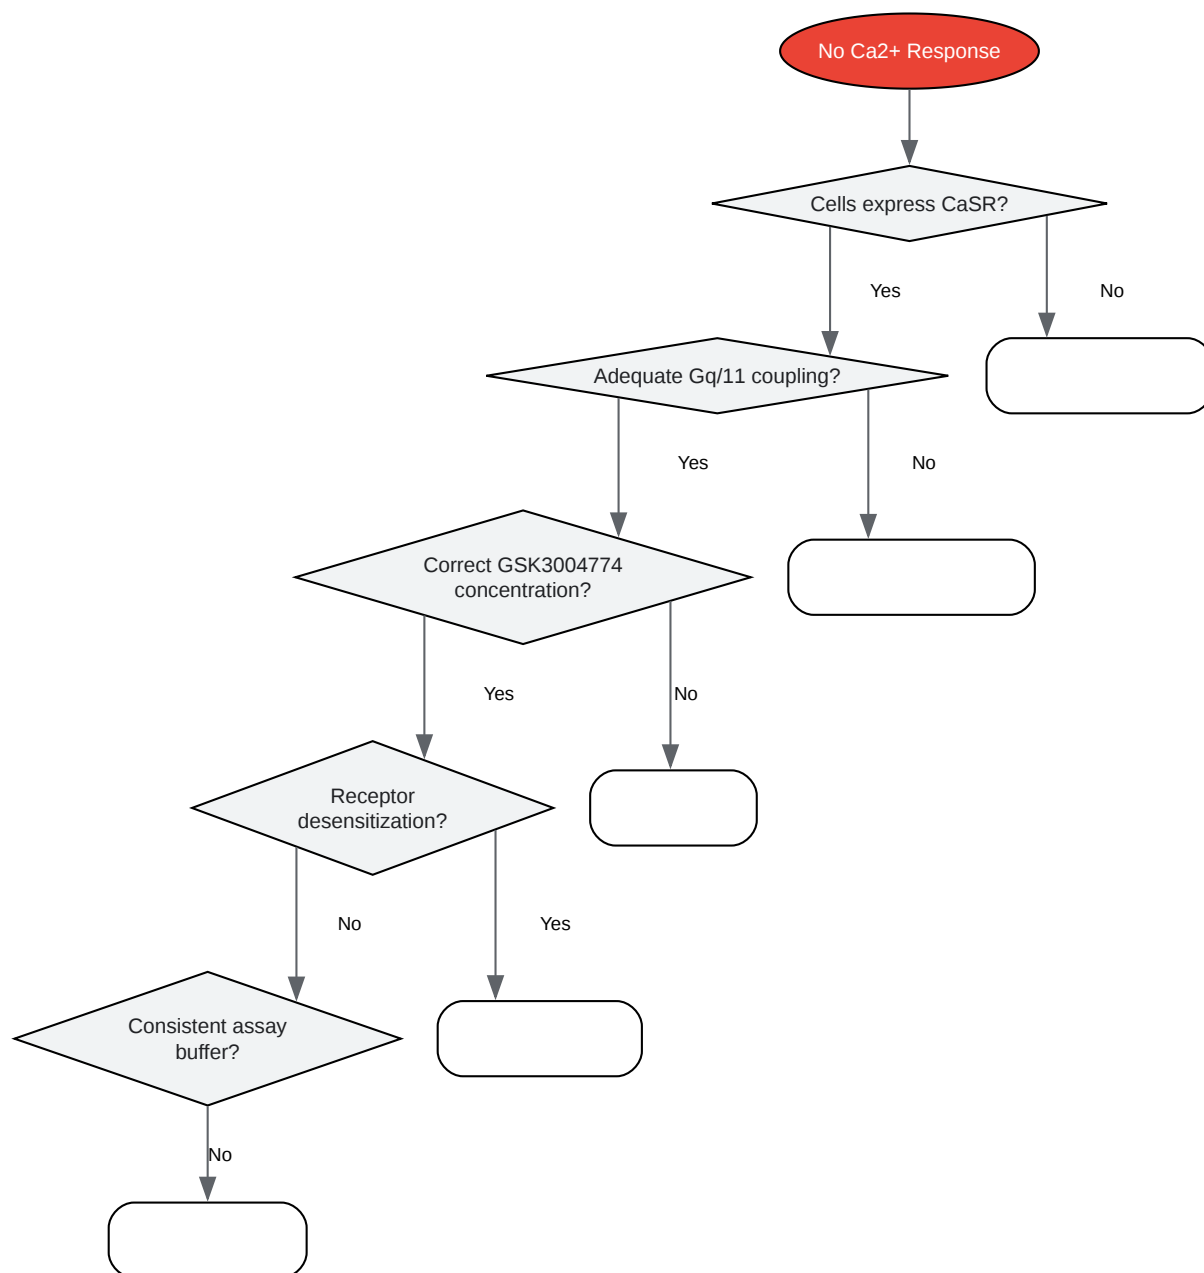 No Ca2+ Response
Cells express CaSR?
Yes
No
Adequate Gq/11 coupling?
Yes
No
Correct GSK3004774
concentration?
Yes
No
Receptor
desensitization?
No
Yes
Consistent assay
buffer?
No